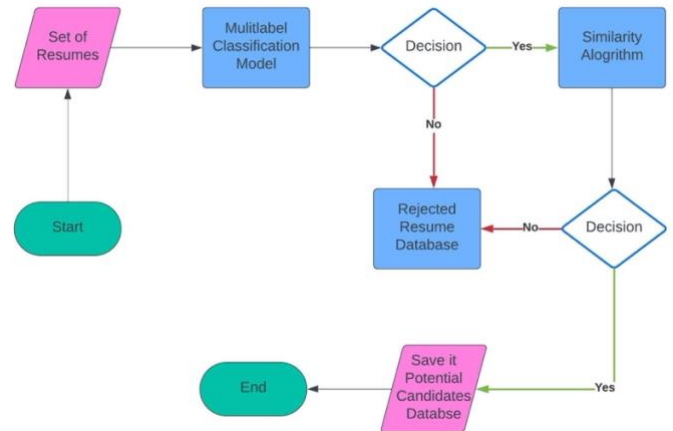 Set of
Resumes
Mulitlabel
Classification
Model
Decision
Yes
Similarity
Alogrithm
No
Start
Rejected
Resume
Database
No
Decision
End
Save it
Potential
Candidates
Databse
Yes